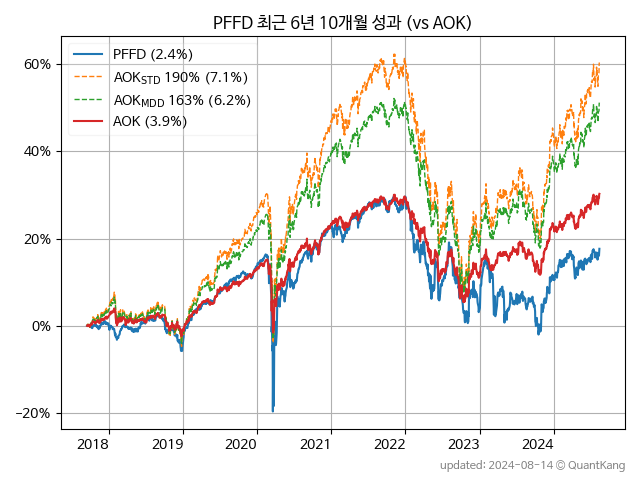 PFFD 최근 6년 10개월 성과 (vs AOK)
PFFD (2.4%)
AOK_STD 190% (7.1%)
AOK_MDD 163% (6.2%)
AOK (3.9%)
60%
40%
20%
0%
−20%
2018 2019 2020 2021 2022 2023 2024
updated: 2024-08-14 © QuantKang